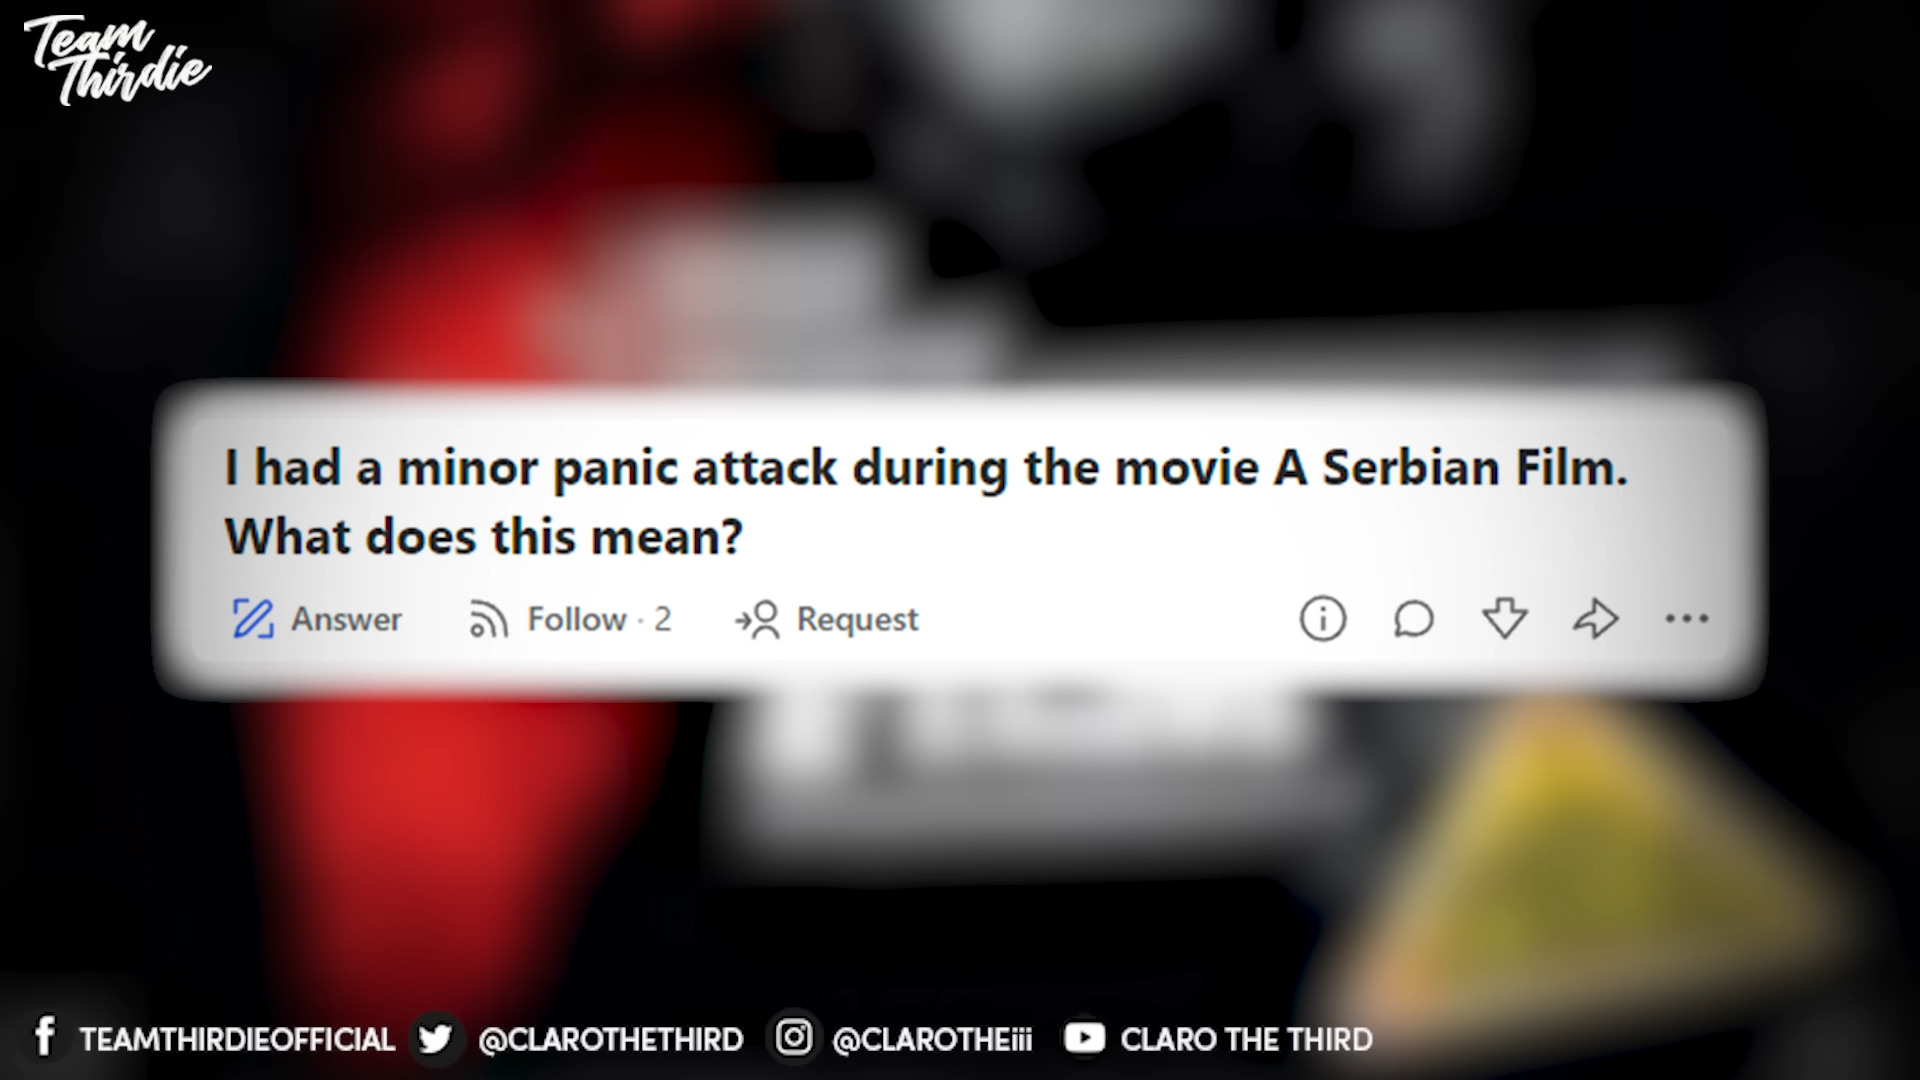 Team
Thirdie
I had a minor panic attack during the movie A Serbian Film.
What does this mean?
Answer Follow · 2 Request
TEAMTHIRDIEOFFICIAL @CLAROTHETHIRD @CLAROTHEiii CLARO THE THIRD